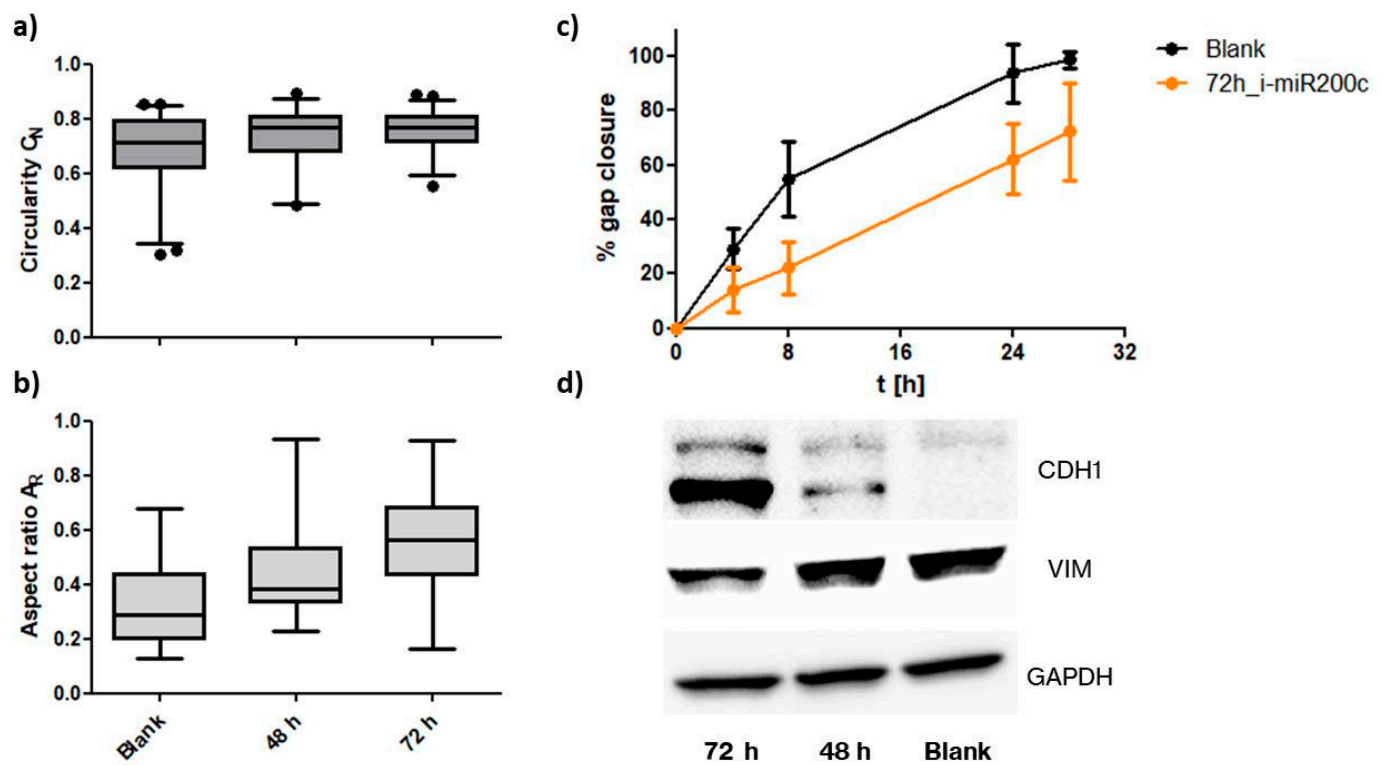 a)
1.0
0.8
0.6
0.4
0.2
0.0
Circularity CN
b)
1.0
0.8
0.6
0.4
0.2
0.0
Aspect ratio AR
Blank
48 h
72 h
c)
100
80
60
40
20
0
% gap closure
0 8 16 24 32
t [h]
Blank
72h_i-miR200c
d)
CDH1
VIM
GAPDH
72 h 48 h Blank